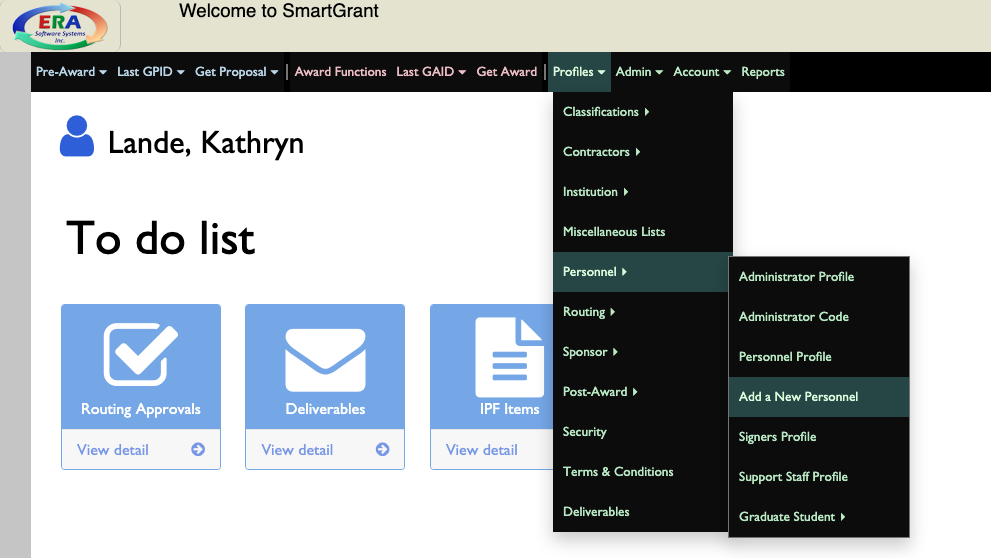 Welcome to SmartGrant
ERA
Software Systems
Inc.
Pre-Award Last GPID Get Proposal | Award Functions Last GAID Get Award | Profiles Admin Account Reports
Lande, Kathryn
To do list
Routing Approvals
View detail
Deliverables
View detail
IPF Items
View detail
Classifications
Contractors
Institution
Miscellaneous Lists
Personnel
Routing
Sponsor
Post-Award
Security
Terms & Conditions
Deliverables
Administrator Profile
Administrator Code
Personnel Profile
Add a New Personnel
Signers Profile
Support Staff Profile
Graduate Student